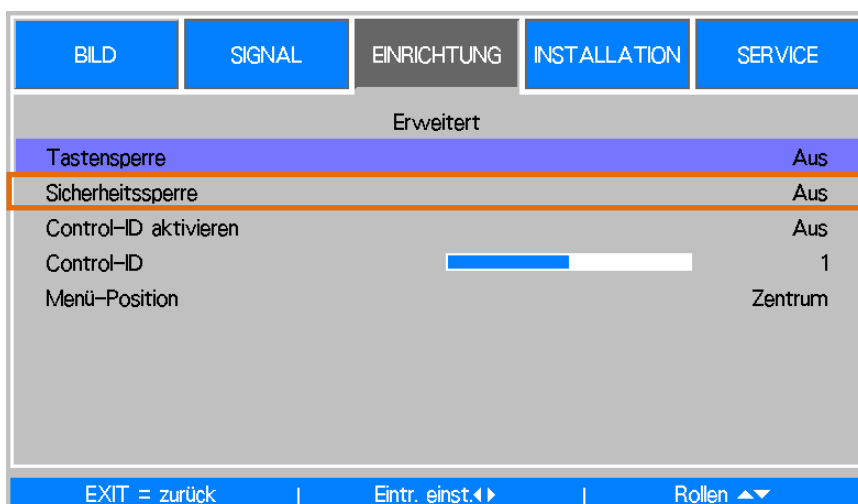 BILD SIGNAL EINRICHTUNG INSTALLATION SERVICE
Erweitert
Tastensperre Aus
Sicherheitssperre Aus
Control-ID aktivieren Aus
Control-ID 1
Menü-Position Zentrum
EXIT = zurück | Eintr. einst.◀▶ | Rollen ▲▼